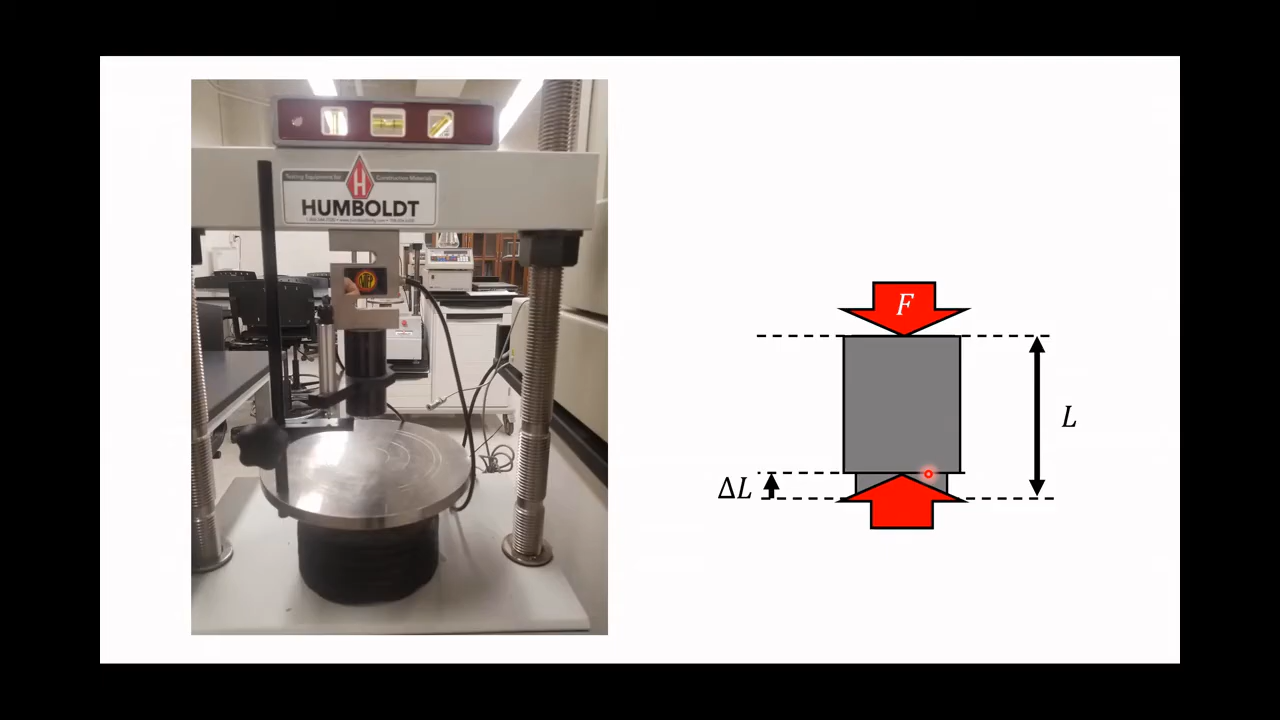 Testing Equipment for
Construction Materials
H
HUMBOLDT
F
L
ΔL